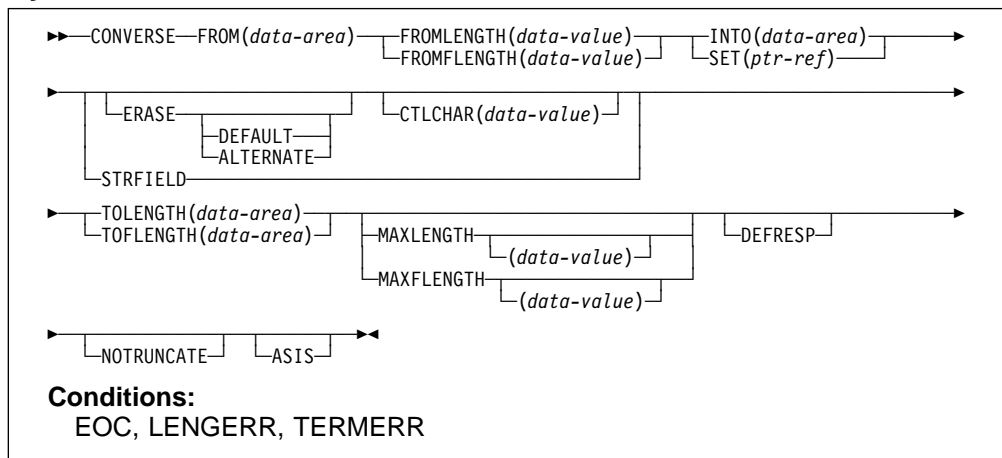 CONVERSE FROM(data-area) FROMLENGTH(data-value) INTO(data-area)
FROMFLENGTH(data-value) SET(ptr-ref)
ERASE CTLCHAR(data-value)
DEFAULT
ALTERNATE
STRFIELD
TOLENGTH(data-area)
TOFLENGTH(data-area) MAXLENGTH DEFRESP
(data-value)
MAXFLENGTH
(data-value)
NOTRUNCATE ASIS
Conditions:
EOC, LENGERR, TERMERR